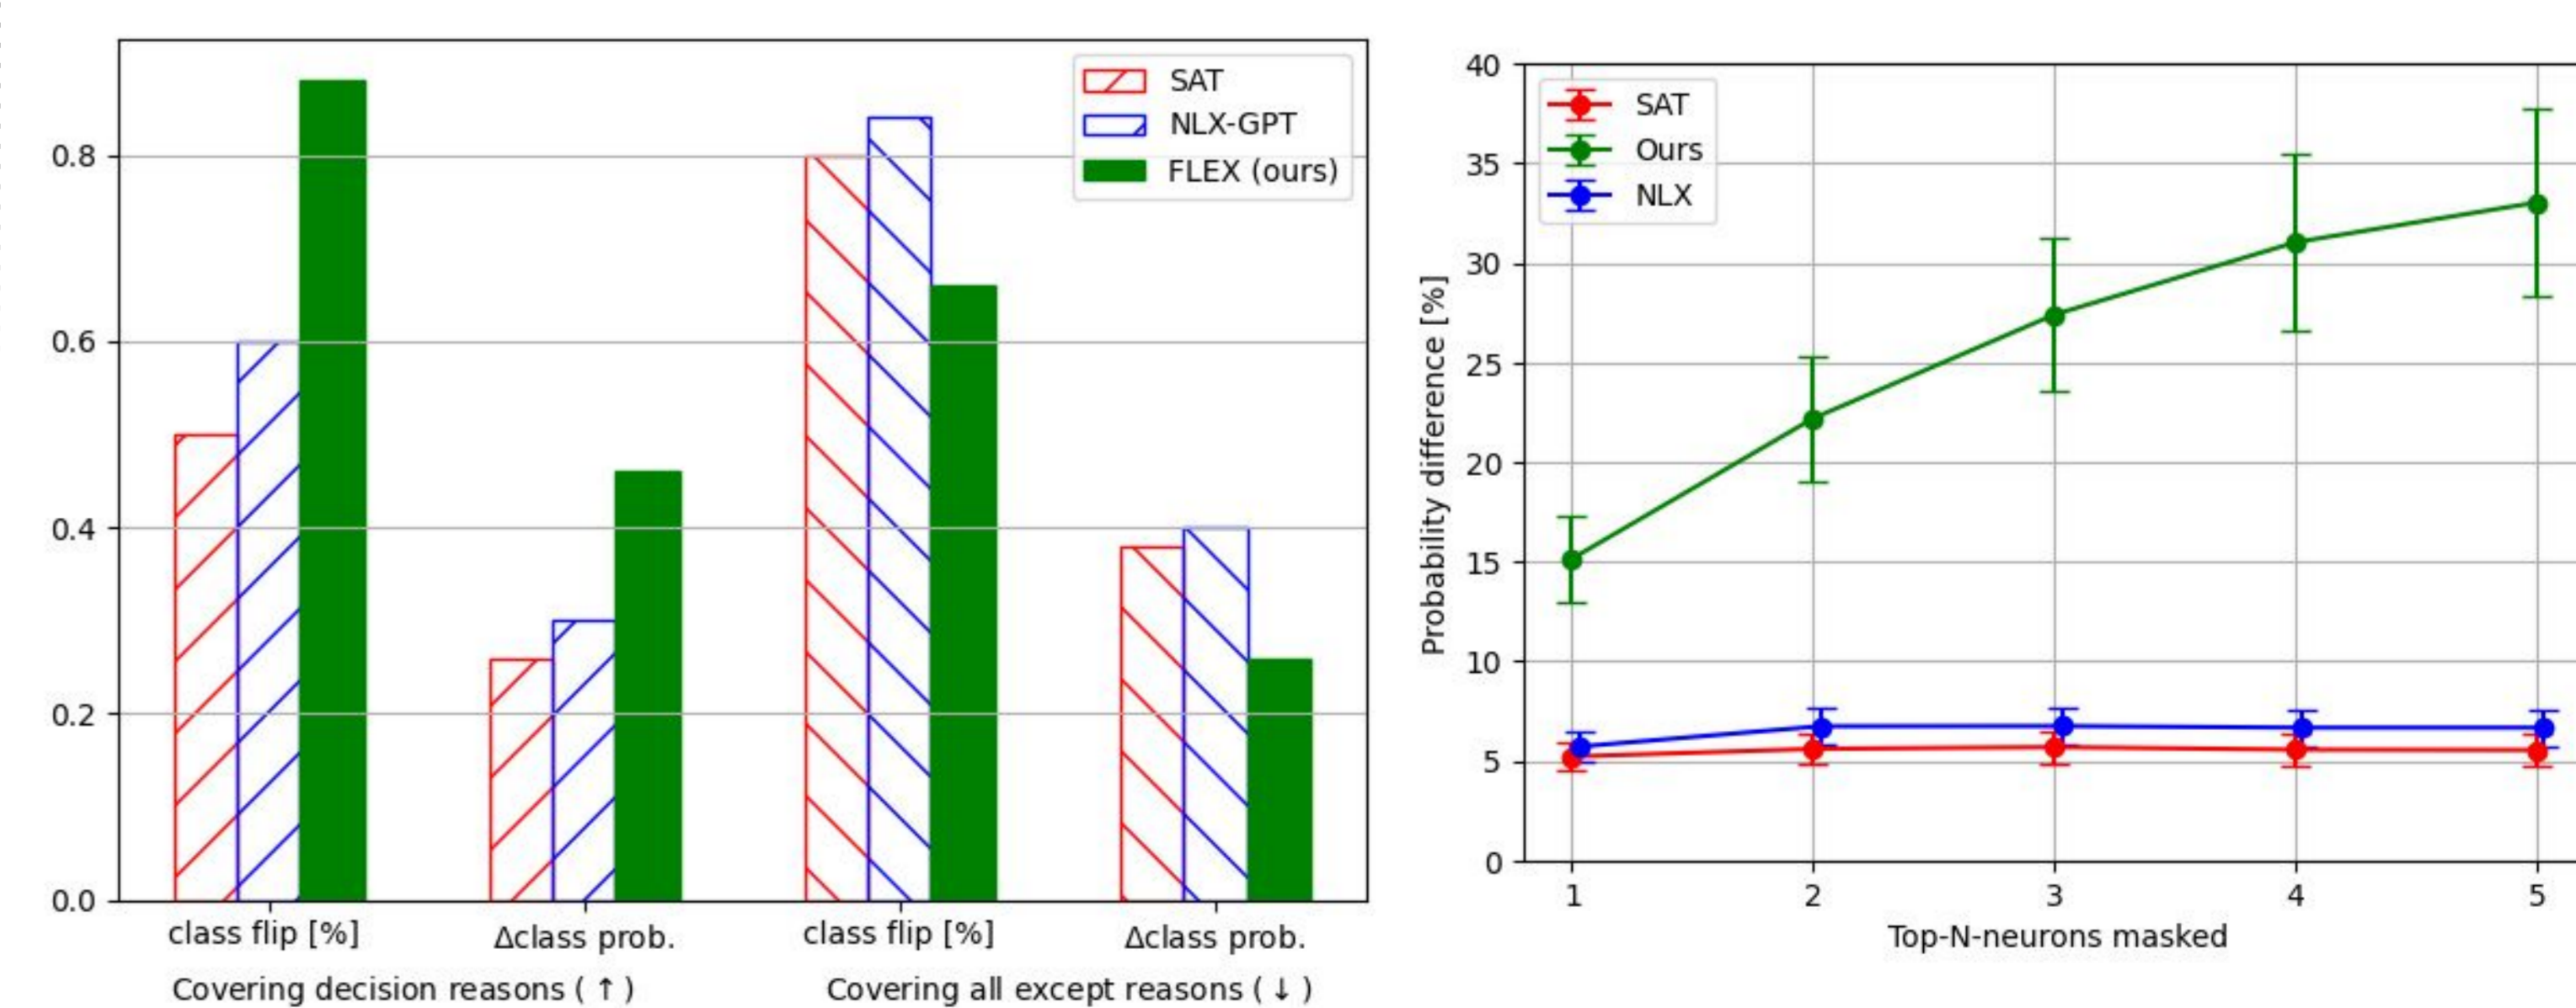 SAT
NLX-GPT
FLEX (ours)
0.8
0.6
0.4
0.2
0.0
class flip [%]
Δclass prob.
class flip [%]
Δclass prob.
Covering decision reasons ( ↑ )
Covering all except reasons ( ↓ )
SAT
Ours
NLX
Probability difference [%]
40
35
30
25
20
15
10
5
0
1
2
3
4
5
Top-N-neurons masked